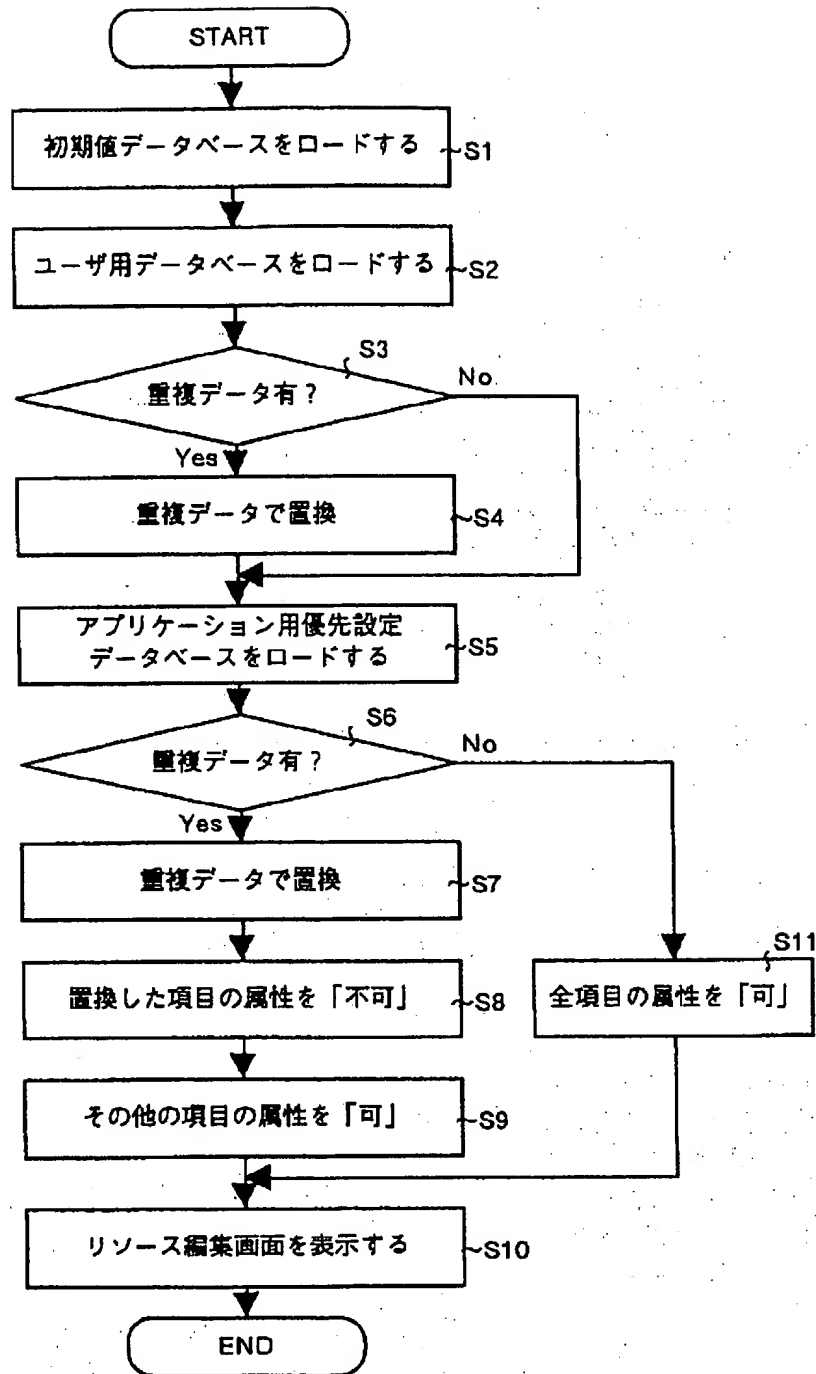 START
初期値データベースをロードする
~S1
ユーザ用データベースをロードする
~S2
S3
重複データ有?
No
Yes
重複データで置換
~S4
アプリケーション用優先設定
データベースをロードする
~S5
S6
重複データ有?
No
Yes
重複データで置換
~S7
S11
置換した項目の属性を「不可」
~S8
全項目の属性を「可」
その他の項目の属性を「可」
~S9
リソース編集画面を表示する
~S10
END